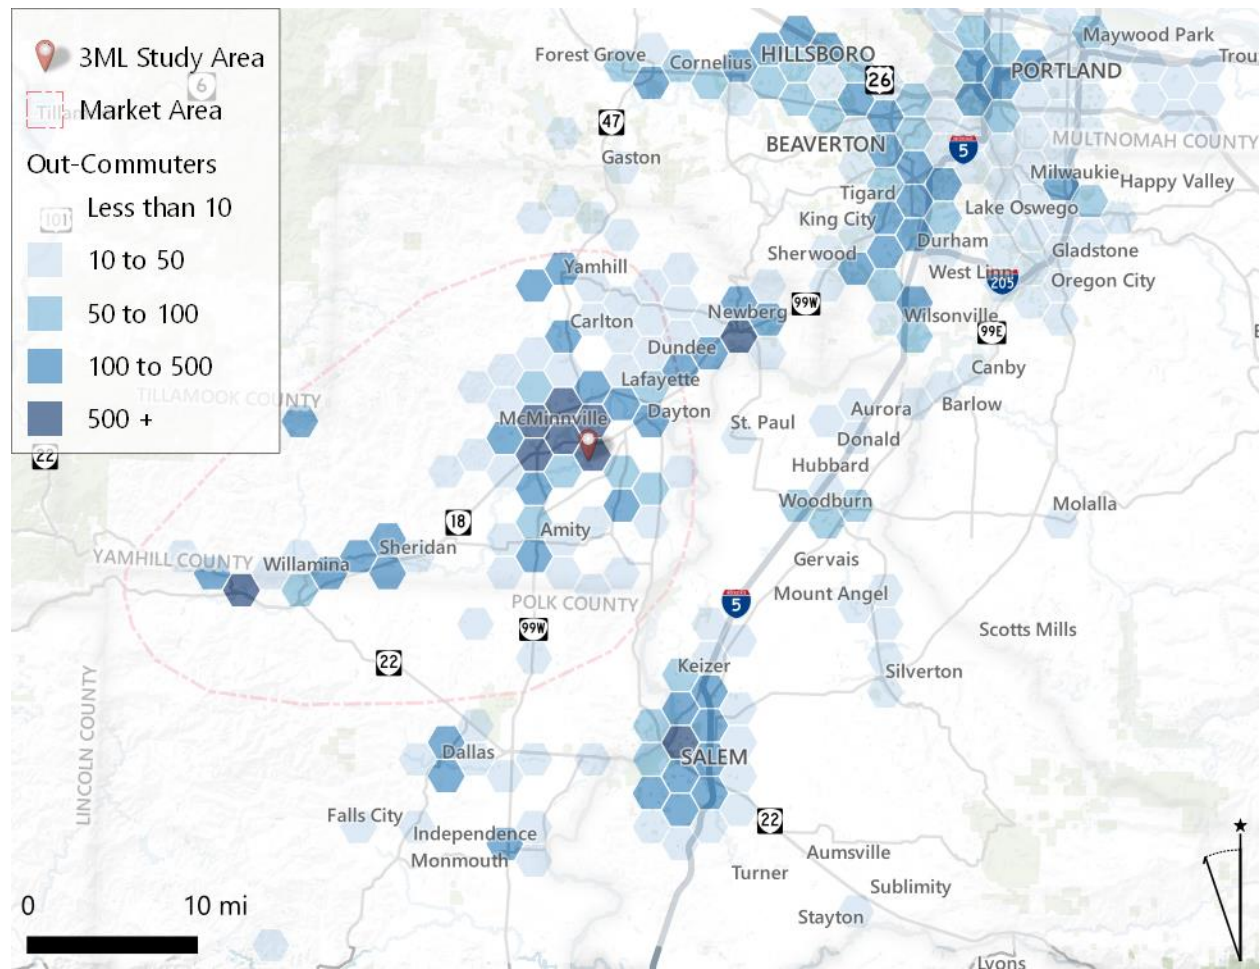 3ML Study Area
6
Tillam
Market Area
Out-Commuters
101
Less than 10
10 to 50
50 to 100
100 to 500
500 +
TILLAMOOK COUNTY
22
Forest Grove
Cornelius
HILLSBORO
26
PORTLAND
Maywood Park
Trou
47
Gaston
BEAVERTON
5
MULTNOMAH COUNTY
Milwaukie
Happy Valley
Tigard
King City
Lake Oswego
Sherwood
Durham
Gladstone
West Linn
205
Oregon City
Yamhill
Newberg
99W
Wilsonville
99E
Carlton
Dundee
Canby
Lafayette
McMinnville
Dayton
St. Paul
Aurora
Barlow
Donald
Hubbard
Woodburn
Molalla
18
Amity
Sheridan
YAMHILL COUNTY
Willamina
Gervais
POLK COUNTY
5
Mount Angel
99W
Scotts Mills
22
Keizer
Silverton
LINCOLN COUNTY
Dallas
SALEM
Falls City
Independence
Monmouth
22
Aumsville
Turner
Sublimity
Stayton
Lyons
0 10 mi